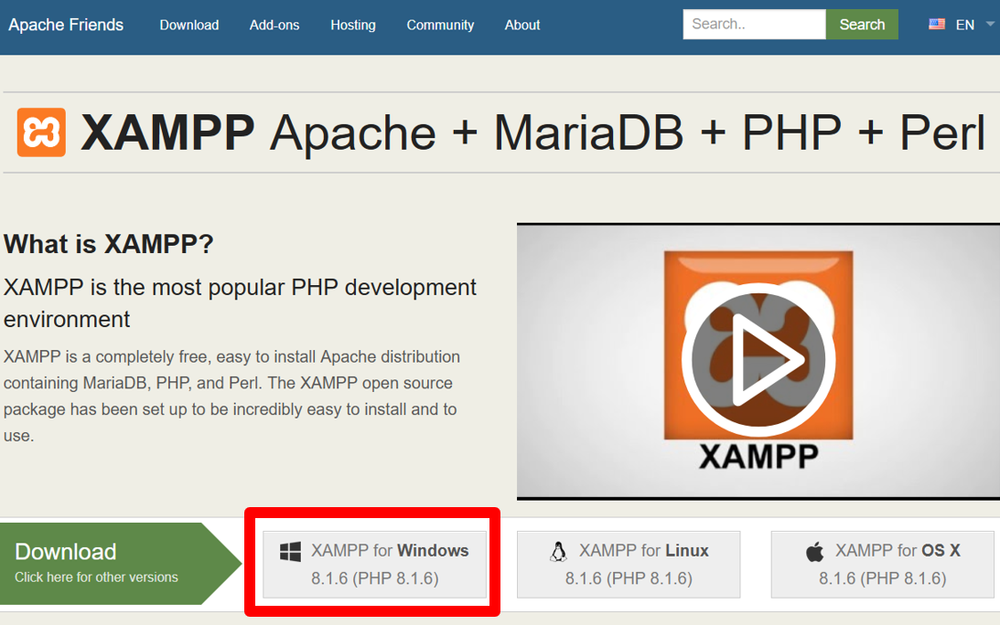 Apache Friends Download Add-ons Hosting Community About Search.. Search EN
XAMPP Apache + MariaDB + PHP + Perl
What is XAMPP?
XAMPP is the most popular PHP development
environment
XAMPP is a completely free, easy to install Apache distribution
containing MariaDB, PHP, and Perl. The XAMPP open source
package has been set up to be incredibly easy to install and to
use.
XAMPP
Download
Click here for other versions
XAMPP for Windows
8.1.6 (PHP 8.1.6)
XAMPP for Linux
8.1.6 (PHP 8.1.6)
XAMPP for OS X
8.1.6 (PHP 8.1.6)